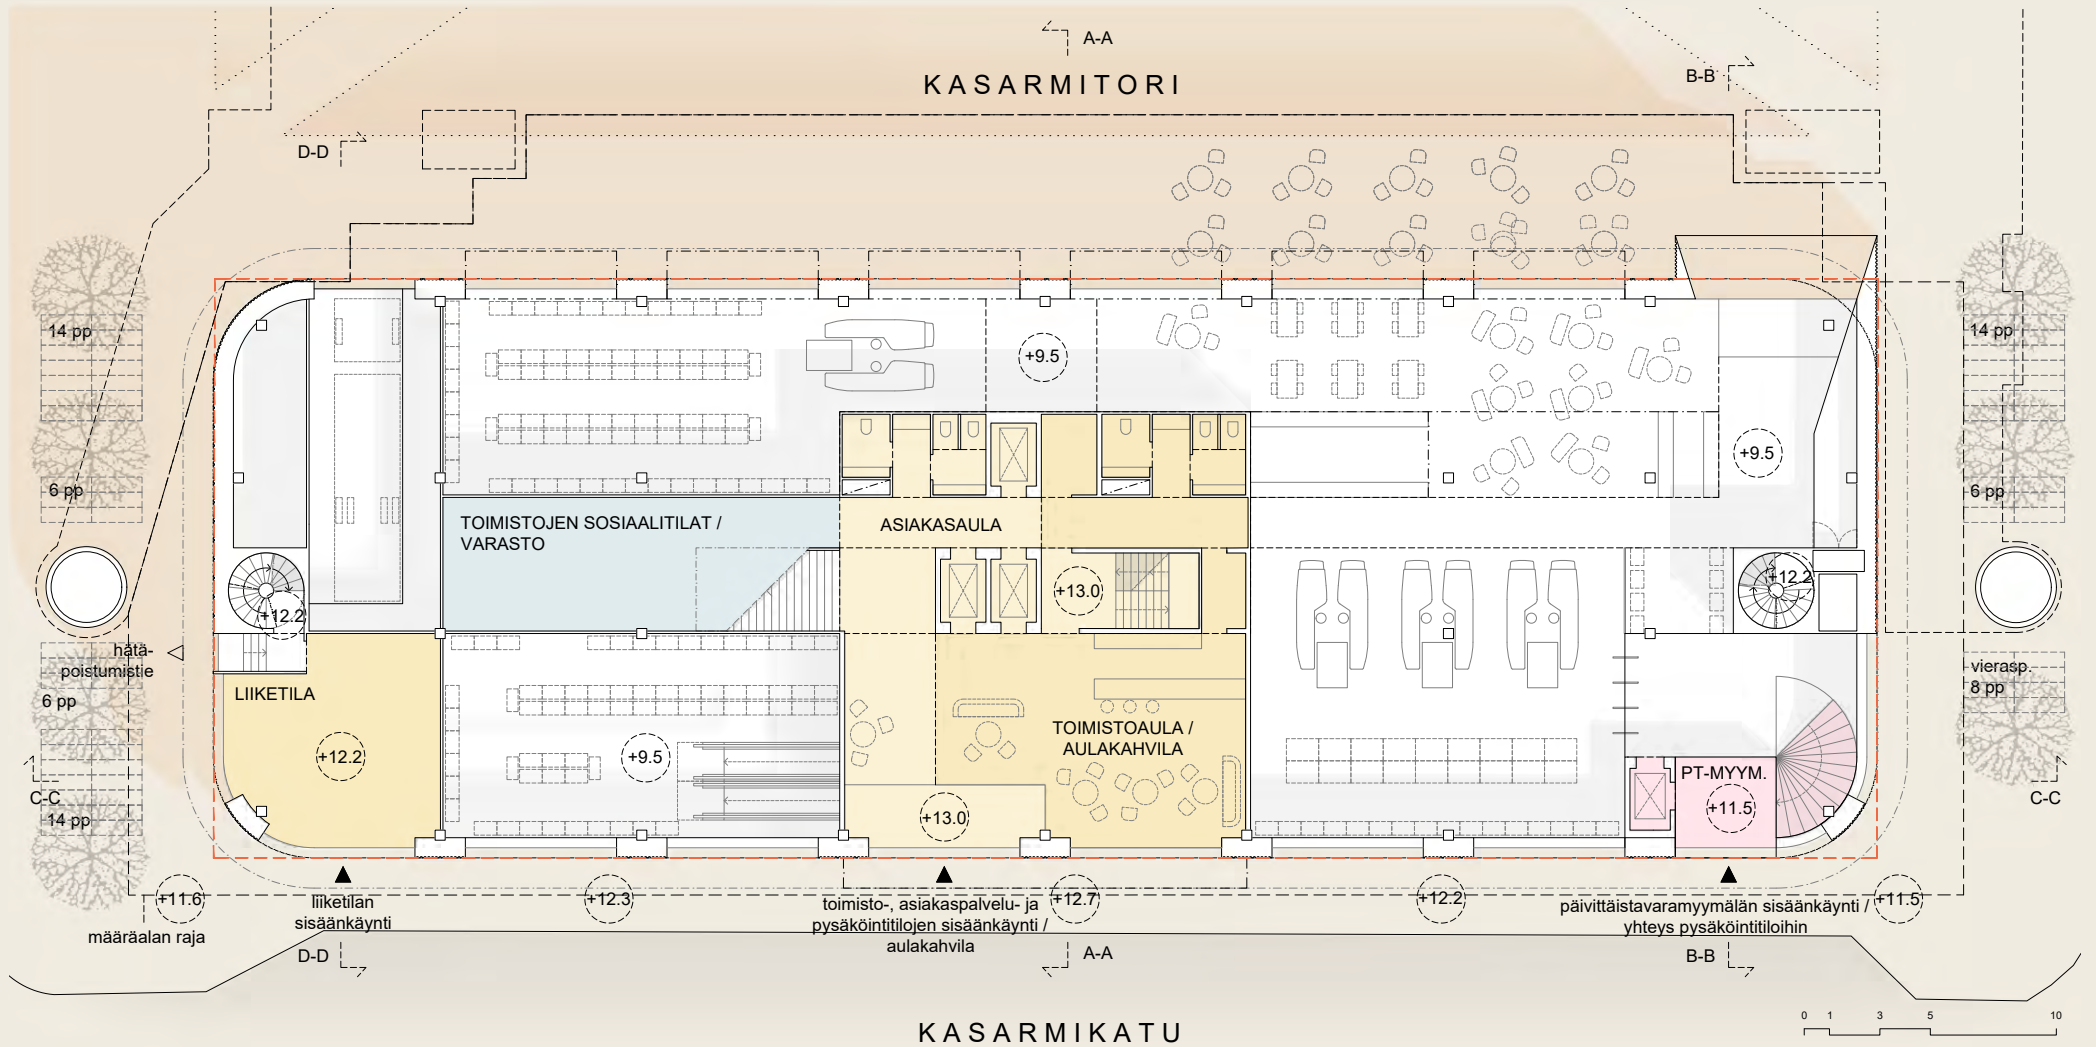 A-A
B-B
KASARMITORI
D-D
14 pp
14 pp
+9.5
+9.5
6 pp
6 pp
TOIMISTOJEN SOSIAALITILAT /
VARASTO
ASIAKASAULA
+12.2
+13.0
+12.2
hätä-
poistumistie
6 pp
LIIKETILA
vierasp.
8 pp
TOIMISTOAULA /
AULAKAHVILA
+12.2
+9.5
PT-MYYM.
+11.5
+13.0
C-C
C-C
14 pp
+11.6
määräalan raja
liiketilan
sisäänkäynti
+12.3
toimisto-, asiakaspalvelu- ja
pysäköintitilojen sisäänkäynti /
aulakahvila
+12.7
+12.2
päivittäistavaramyymälän sisäänkäynti /
yhteys pysäköintitiloihin
+11.5
D-D
A-A
B-B
KASARMIKATU
0 1 3 5 10